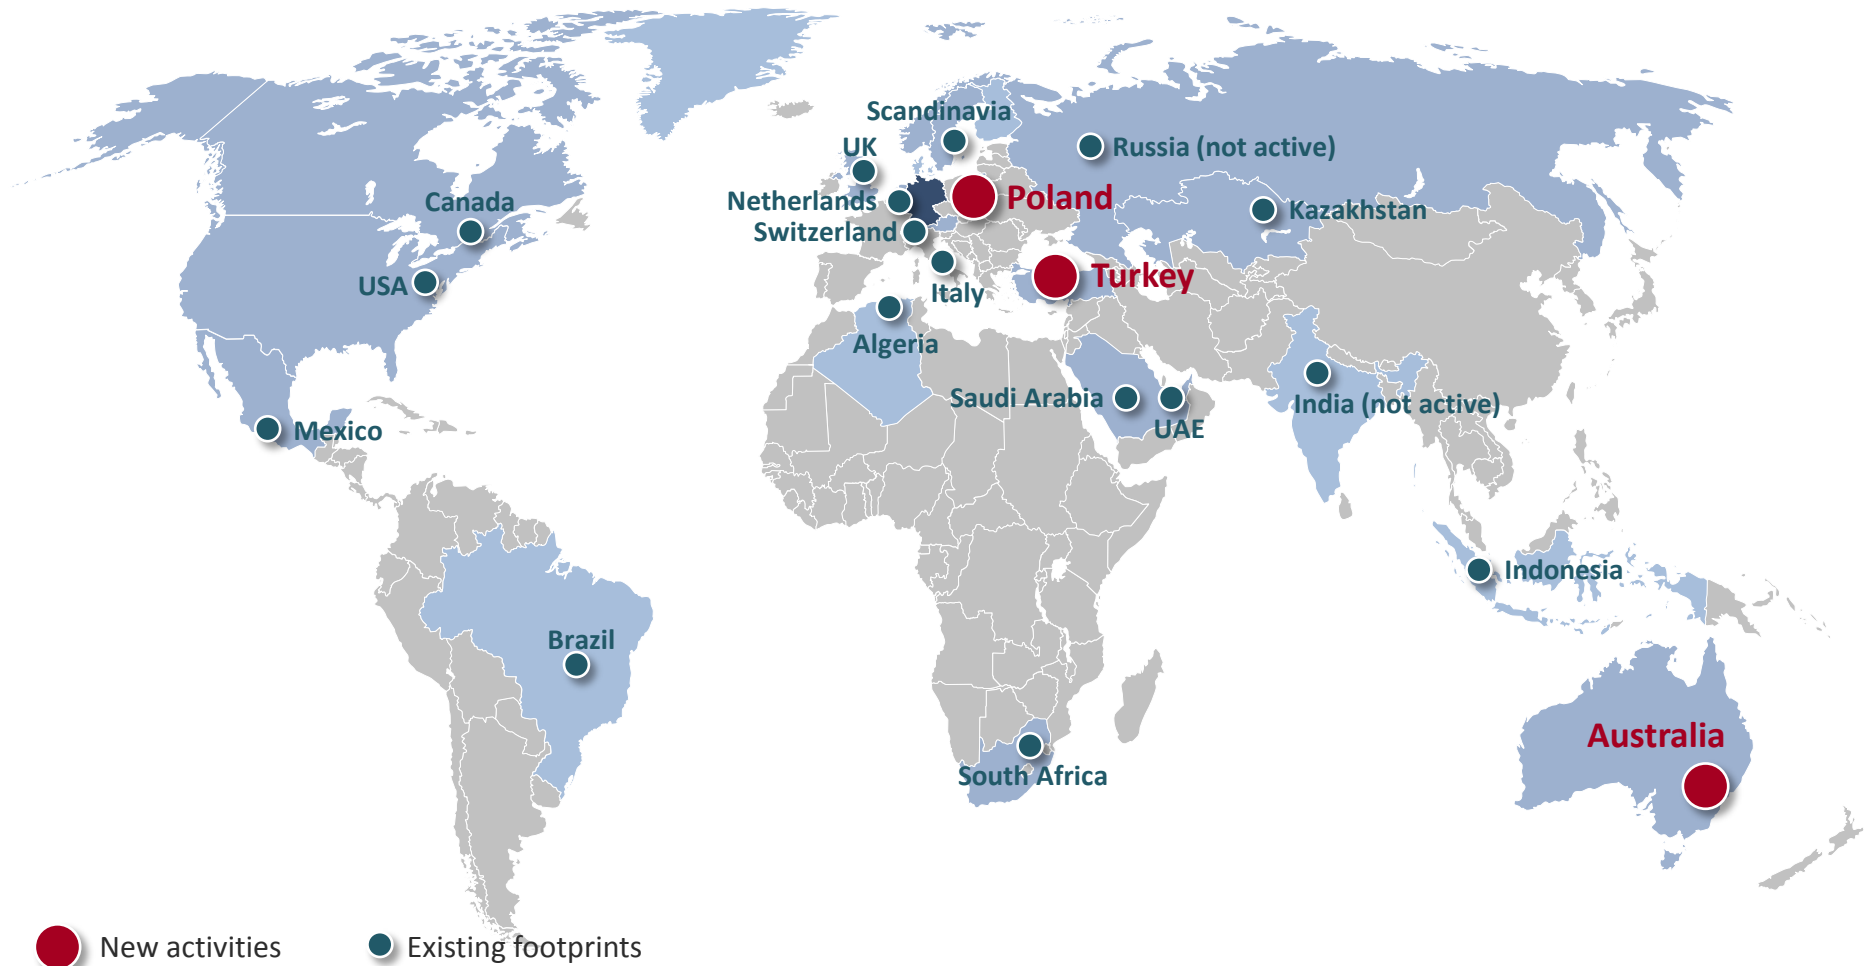 Scandinavia
UK
Russia (not active)
Netherlands
Poland
Canada
Kazakhstan
Switzerland
USA
Turkey
Italy
Algeria
Saudi Arabia
India (not active)
UAE
Mexico
Indonesia
Brazil
Australia
South Africa
New activities
Existing footprints